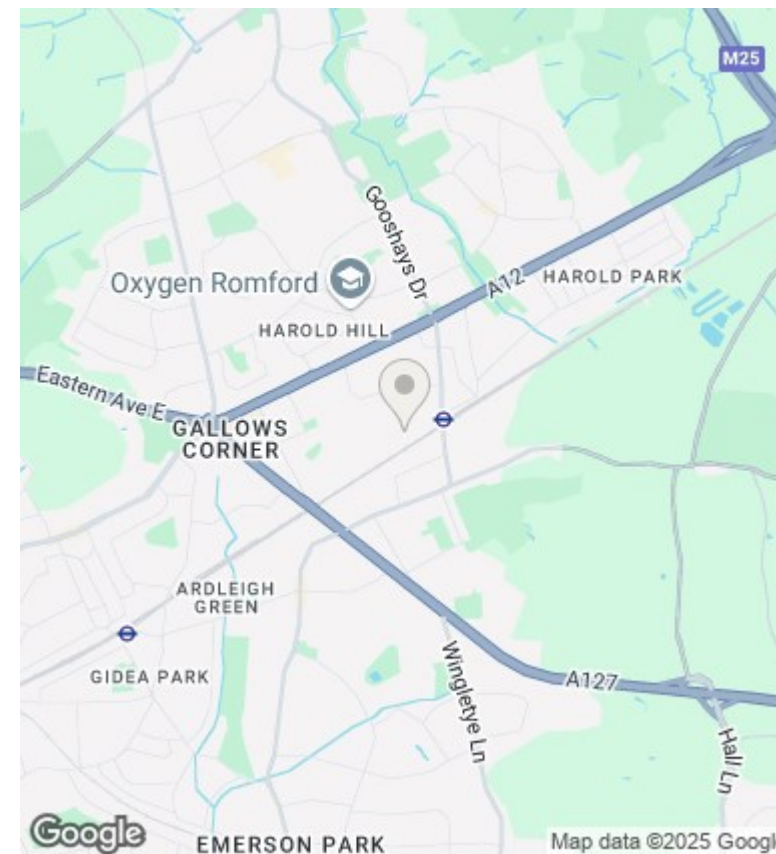 M25
Gooshays Dr
A12
Oxygen Romford
HAROLD PARK
HAROLD HILL
Eastern Ave E
GALLOWS
CORNER
ARDLEIGH
GREEN
GIDEA PARK
Wingletye Ln
A127
Hall Ln
Google
EMERSON PARK
Map data ©2025 Googl